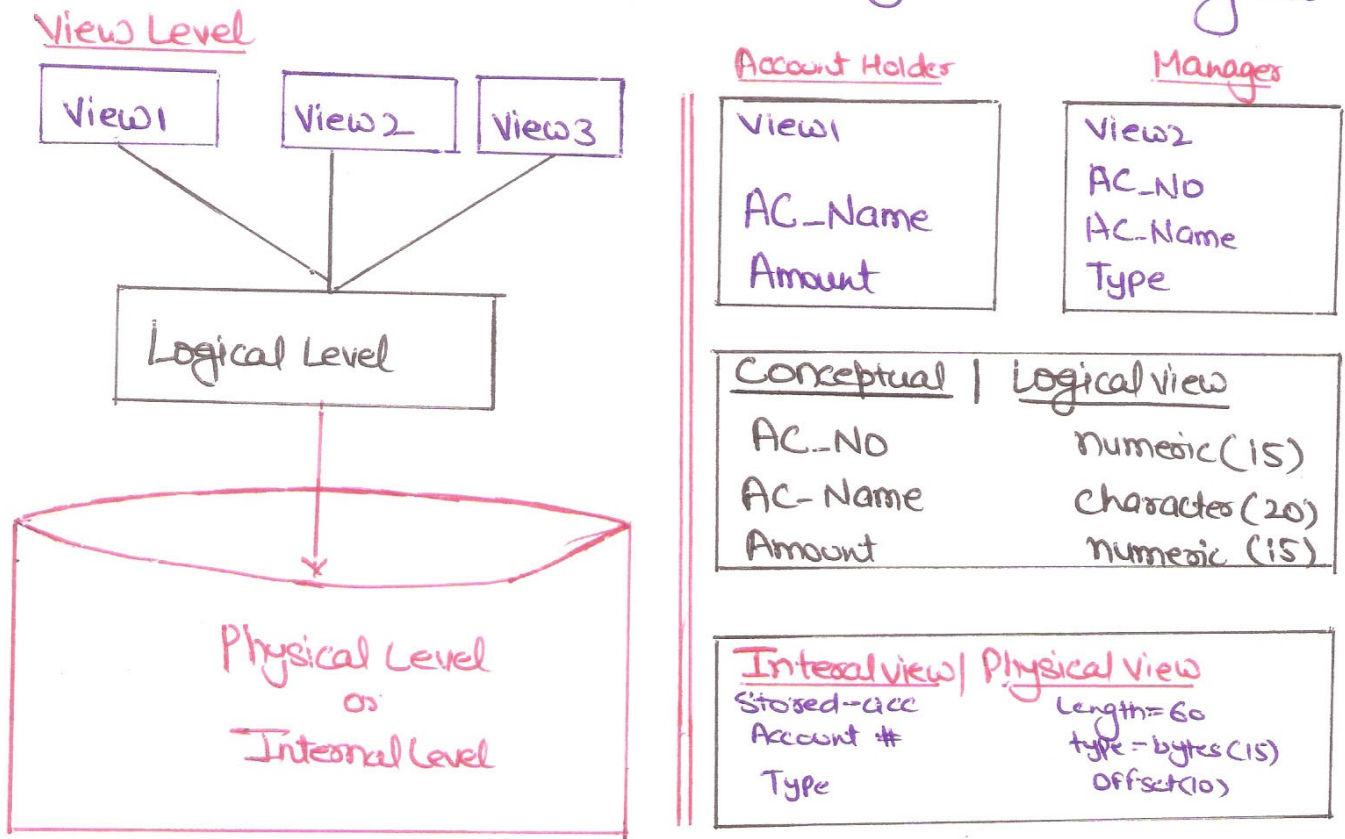 View Level
View1
View2
View3
Logical Level
Physical Level
or
Internal Level
Account Holder
Manager
View1
AC_Name
Amount
View2
AC_NO
AC_Name
Type
Conceptual | Logical view
AC_NO numeric(15)
AC-Name character(20)
Amount numeric (15)
Interal view| Physical view
Stored-acc Length=60
Account # type=bytes(15)
Type Offset(10)